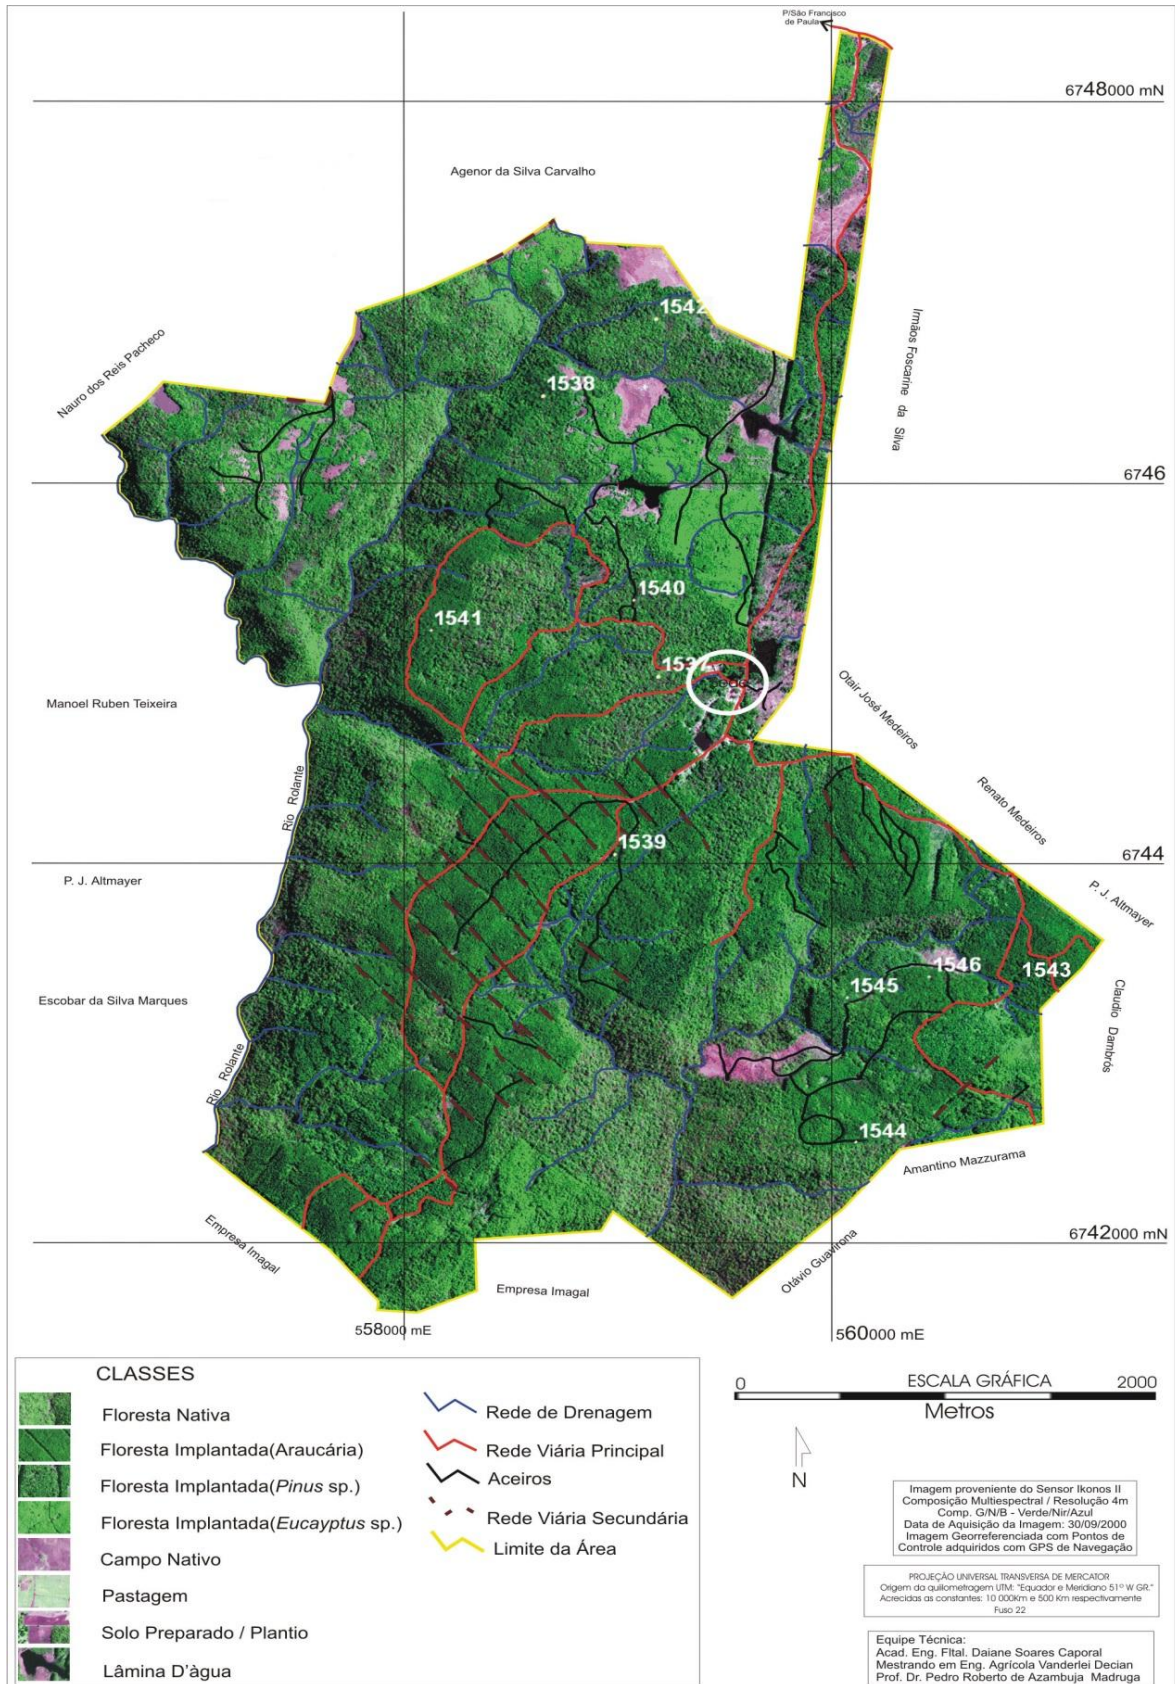 P/São Francisco
de Paula
6748000 mN
Agenor da Silva Carvalho
1542
Irmãos Foscarine da Silva
Nauro dos Reis Pacheco
1538
6746
1540
1541
1537
Otair José Medeiros
Manoel Ruben Teixeira
Renato Medeiros
Rio Rolante
1539
6744
P. J. Altmayer
P. J. Altmayer
1546
1543
1545
Escobar da Silva Marques
Claudio Dambrós
Rio Rolante
1544
Amantino Mazzurama
Empresa Imagal
6742000 mN
Otávio Guavirona
Empresa Imagal
558000 mE
560000 mE
CLASSES
Floresta Nativa
Floresta Implantada(Araucária)
Floresta Implantada(Pinus sp.)
Floresta Implantada(Eucayptus sp.)
Campo Nativo
Pastagem
Solo Preparado / Plantio
Lâmina D'àgua
Rede de Drenagem
Rede Viária Principal
Aceiros
Rede Viária Secundária
Limite da Área
0 ESCALA GRÁFICA 2000
Metros
N
Imagem proveniente do Sensor Ikonos II
Composição Multiespectral / Resolução 4m
Comp. G/N/B - Verde/Nir/Azul
Data de Aquisição da Imagem: 30/09/2000
Imagem Georreferenciada com Pontos de
Controle adquiridos com GPS de Navegação
PROJEÇÃO UNIVERSAL TRANSVERSA DE MERCATOR
Origem da quilometragem UTM: "Equador e Meridiano 51º W GR."
Acrecidas as constantes: 10 000Km e 500 Km respectivamente
Fuso 22
Equipe Técnica:
Acad. Eng. Fltal. Daiane Soares Caporal
Mestrando em Eng. Agrícola Vanderlei Decian
Prof. Dr. Pedro Roberto de Azambuja Madruga